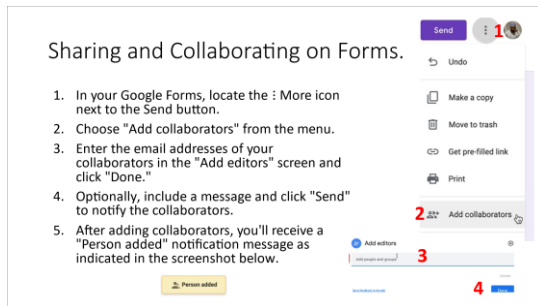 Send
1
Sharing and Collaborating on Forms.
Undo
Make a copy
Move to trash
Get pre-filled link
Print
2 Add collaborators
1. In your Google Forms, locate the ⋮ More icon
next to the Send button.
2. Choose "Add collaborators" from the menu.
3. Enter the email addresses of your
collaborators in the "Add editors" screen and
click "Done."
4. Optionally, include a message and click "Send"
to notify the collaborators.
5. After adding collaborators, you'll receive a
"Person added" notification message as
indicated in the screenshot below.
Person added
Add editors
Add people and groups
3
4